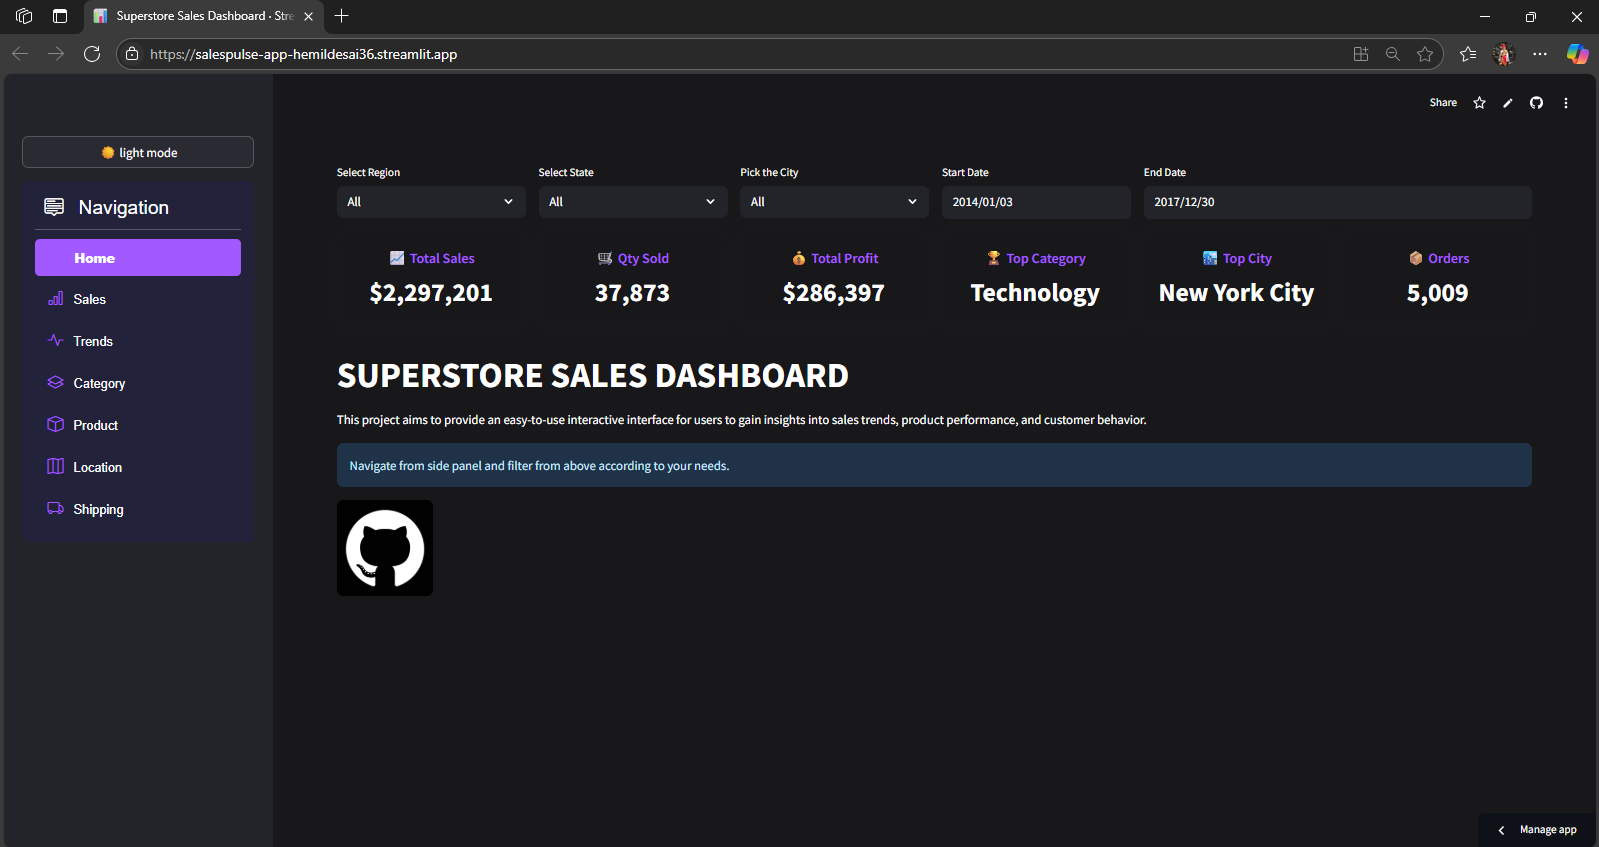 Superstore Sales Dashboard · Stre
https://salespulse-app-hemildesai36.streamlit.app
Share
light mode
Navigation
Home
Sales
Trends
Category
Product
Location
Shipping
Select Region
Select State
Pick the City
Start Date
End Date
All
All
All
2014/01/03
2017/12/30
Total Sales
Qty Sold
Total Profit
Top Category
Top City
Orders
$2,297,201
37,873
$286,397
Technology
New York City
5,009
SUPERSTORE SALES DASHBOARD
This project aims to provide an easy-to-use interactive interface for users to gain insights into sales trends, product performance, and customer behavior.
Navigate from side panel and filter from above according to your needs.
Manage app